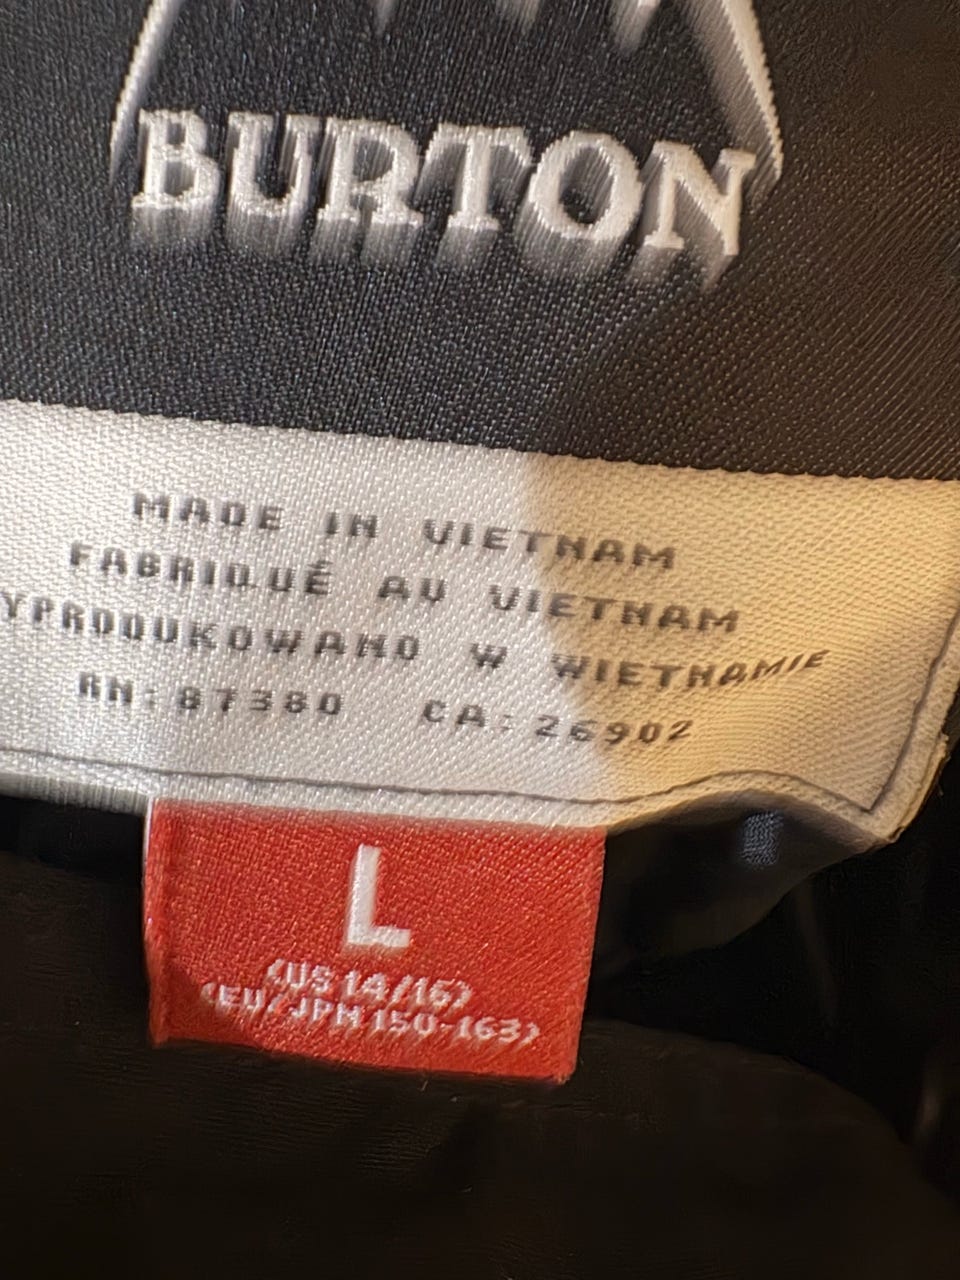 BURTON
MADE IN VIETNAM
FABRIQUÉ AU VIETNAM
YPRODUKOWANO W WIETNAMIE
RN: 87380 CA: 26902
L
(US 14/16)
(EU/JPN 150-163)